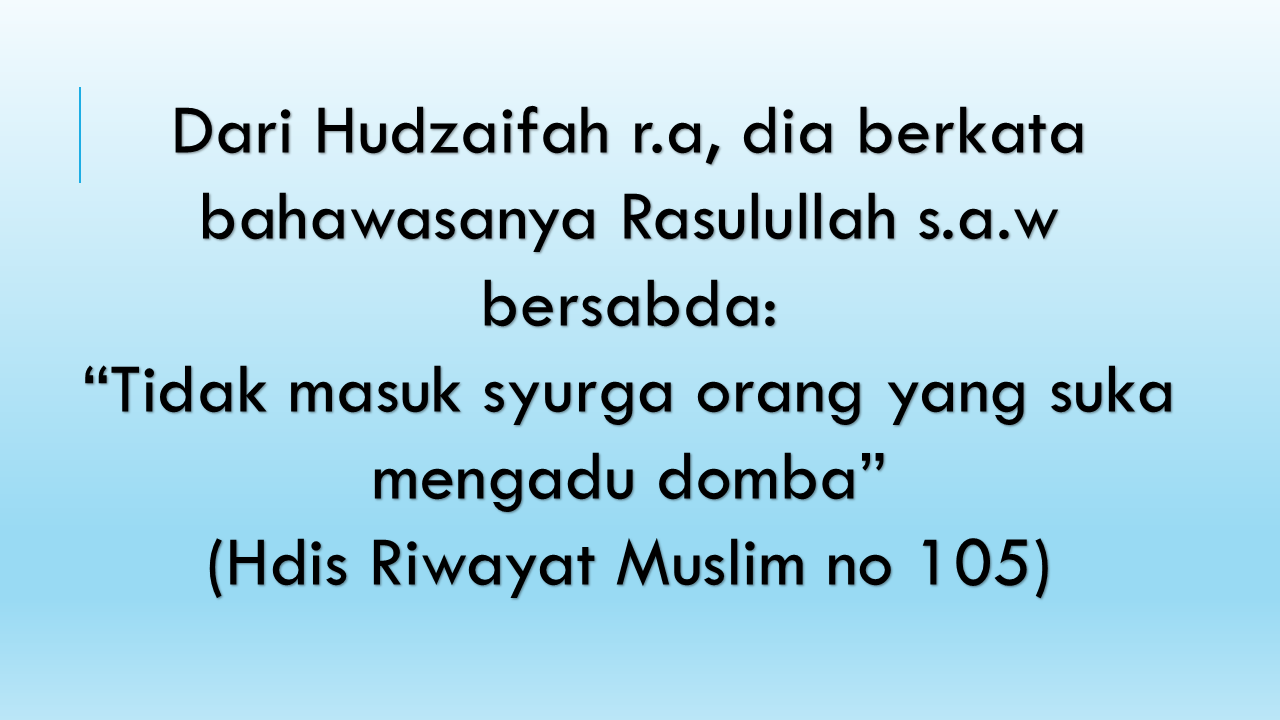 Dari Hudzaifah r.a, dia berkata
bahawasanya Rasulullah s.a.w
bersabda:
“Tidak masuk syurga orang yang suka
mengadu domba”
(Hdis Riwayat Muslim no 105)